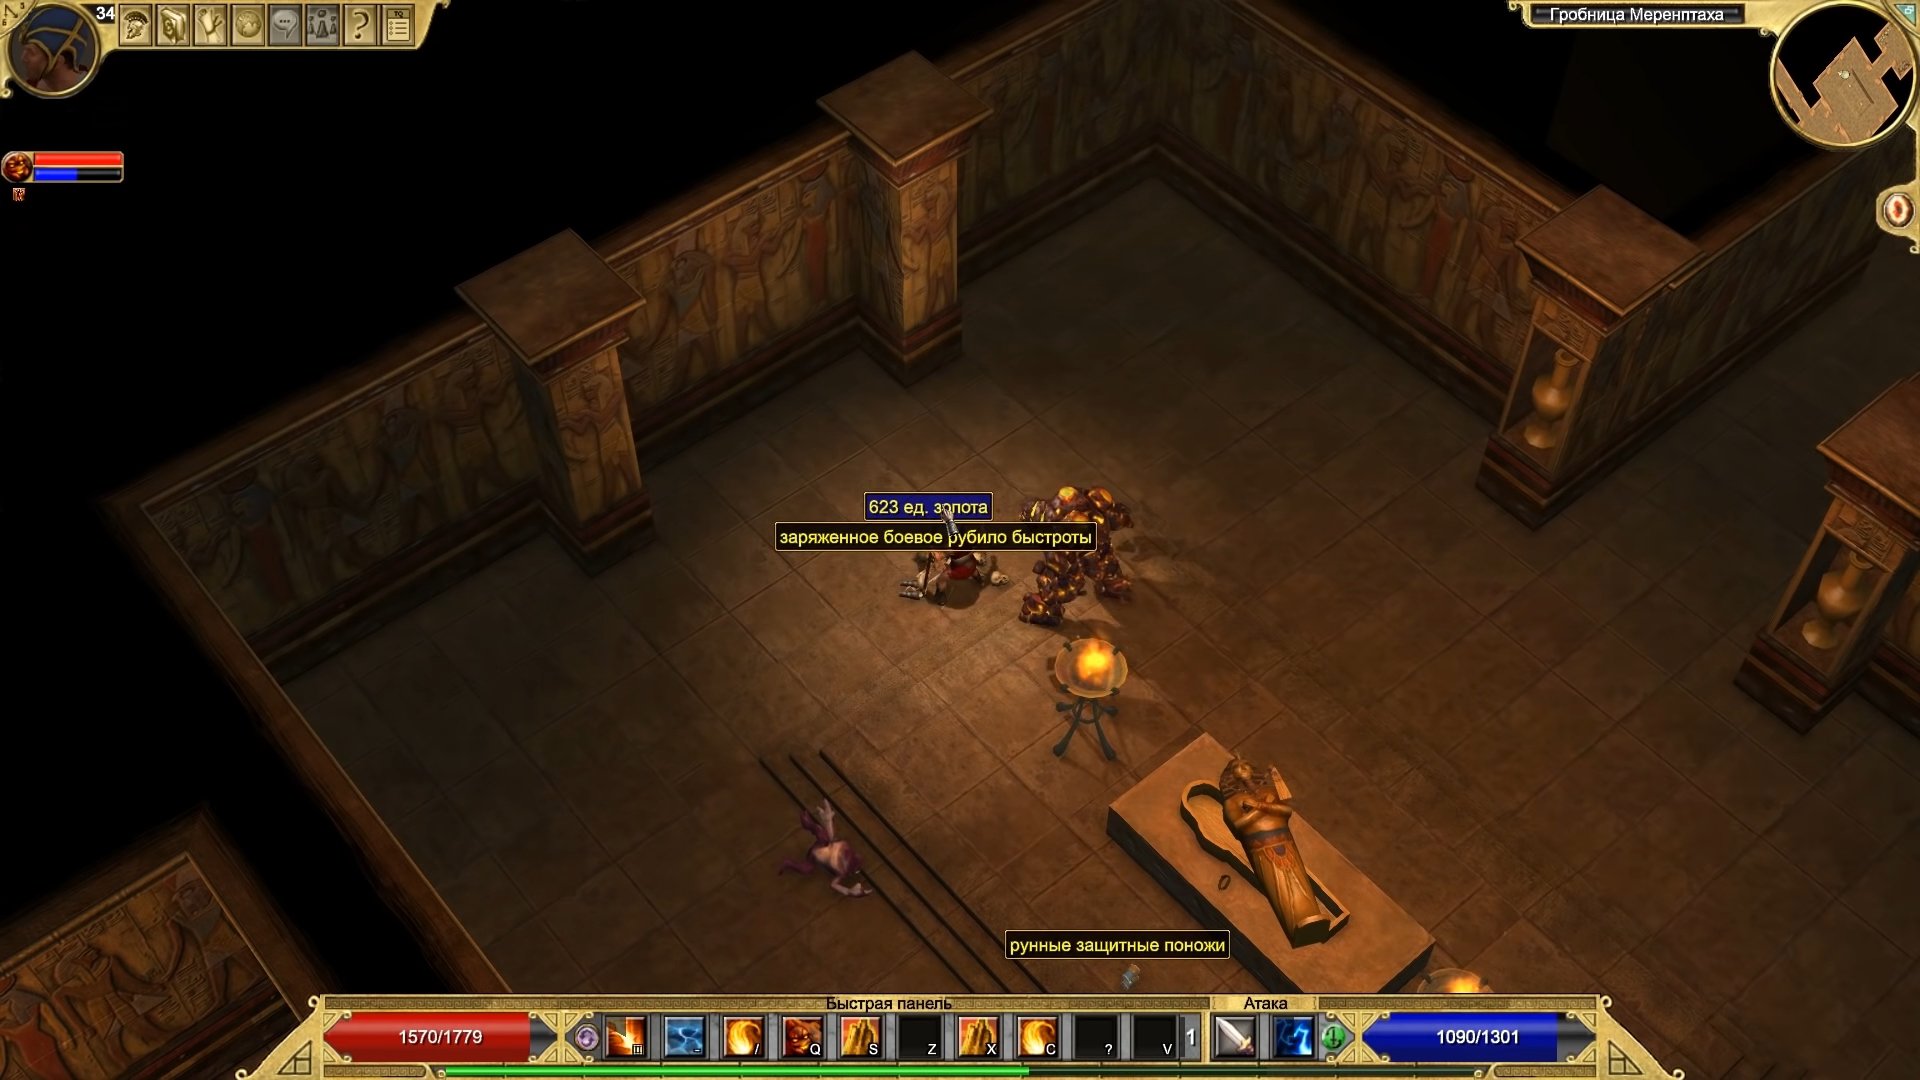 34
TQ
Гробница Меренптаха
623 ед. золота
заряженное боевое рубило быстроты
рунные защитные поножи
Быстрая панель
Атака
1570/1779
/
Q
S
Z
X
C
?
V
1
1090/1301